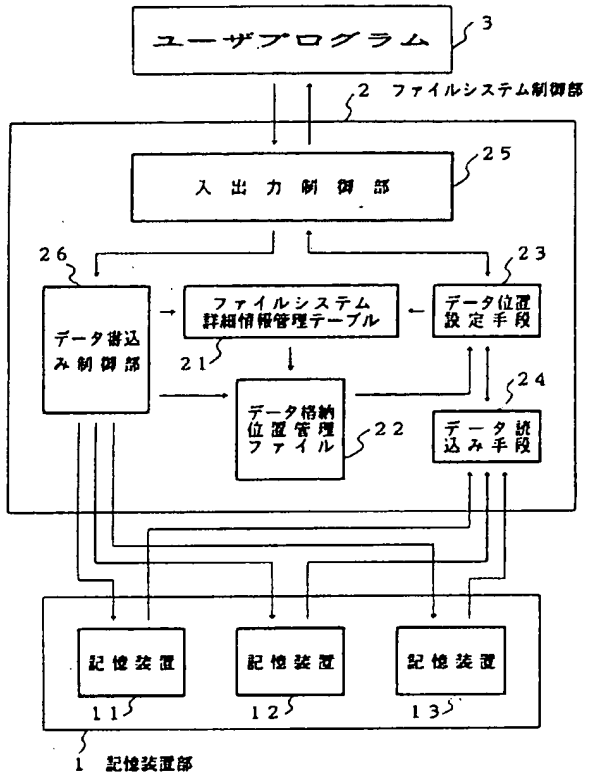 ユーザプログラム
3
2 ファイルシステム制御部
入出力制御部
25
26
データ書込
み制御部
ファイルシステム
詳細情報管理テーブル
21
23
データ位置
設定手段
データ格納
位置管理
ファイル
22
24
データ読
込み手段
記憶装置
記憶装置
記憶装置
11
12
13
1 記憶装置部